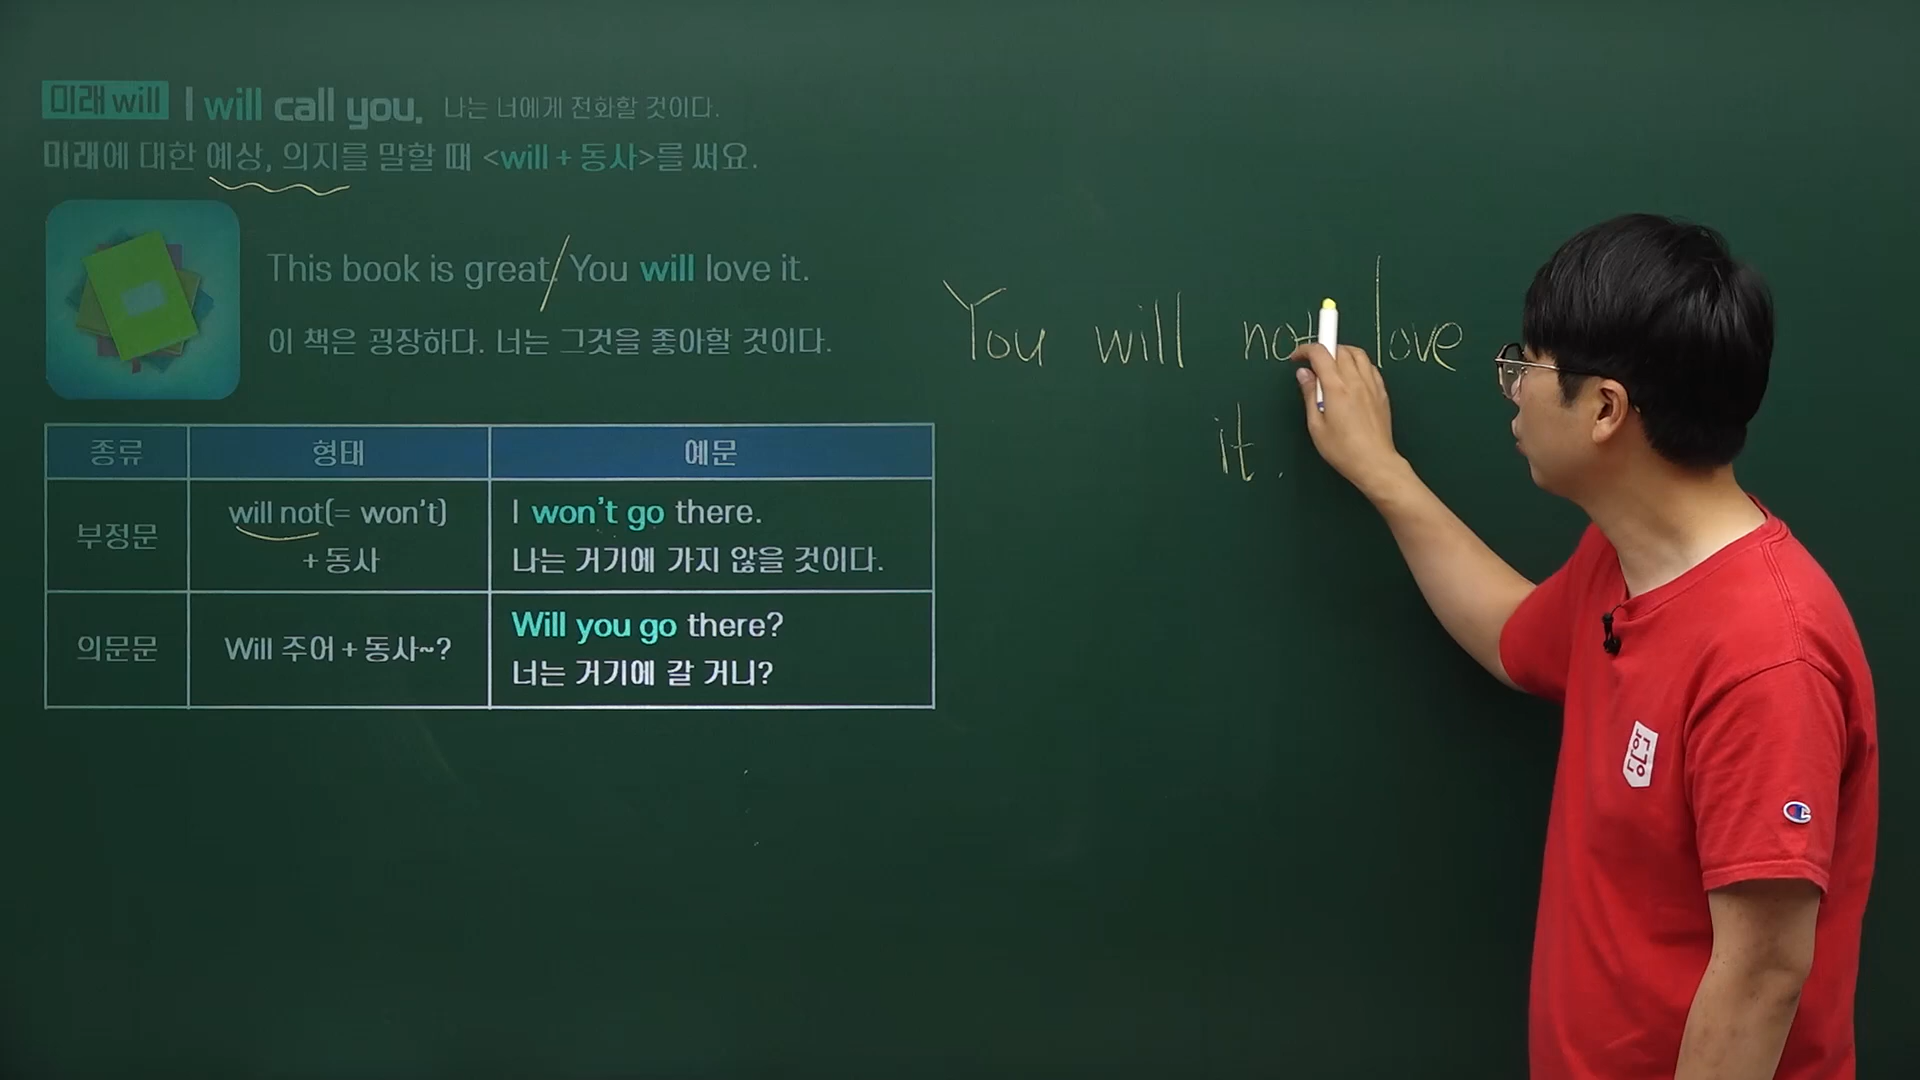 미래 will I will call you. 나는 너에게 전화할 것이다.
미래에 대한 예상, 의지를 말할 때 <will + 동사>를 써요.
This book is great. You will love it.
이 책은 굉장하다. 너는 그것을 좋아할 것이다.
종류 형태 예문
부정문
will not(= won't)
+ 동사
I won't go there.
나는 거기에 가지 않을 것이다.
의문문
Will 주어 + 동사~?
Will you go there?
너는 거기에 갈 거니?
You will not love
it.